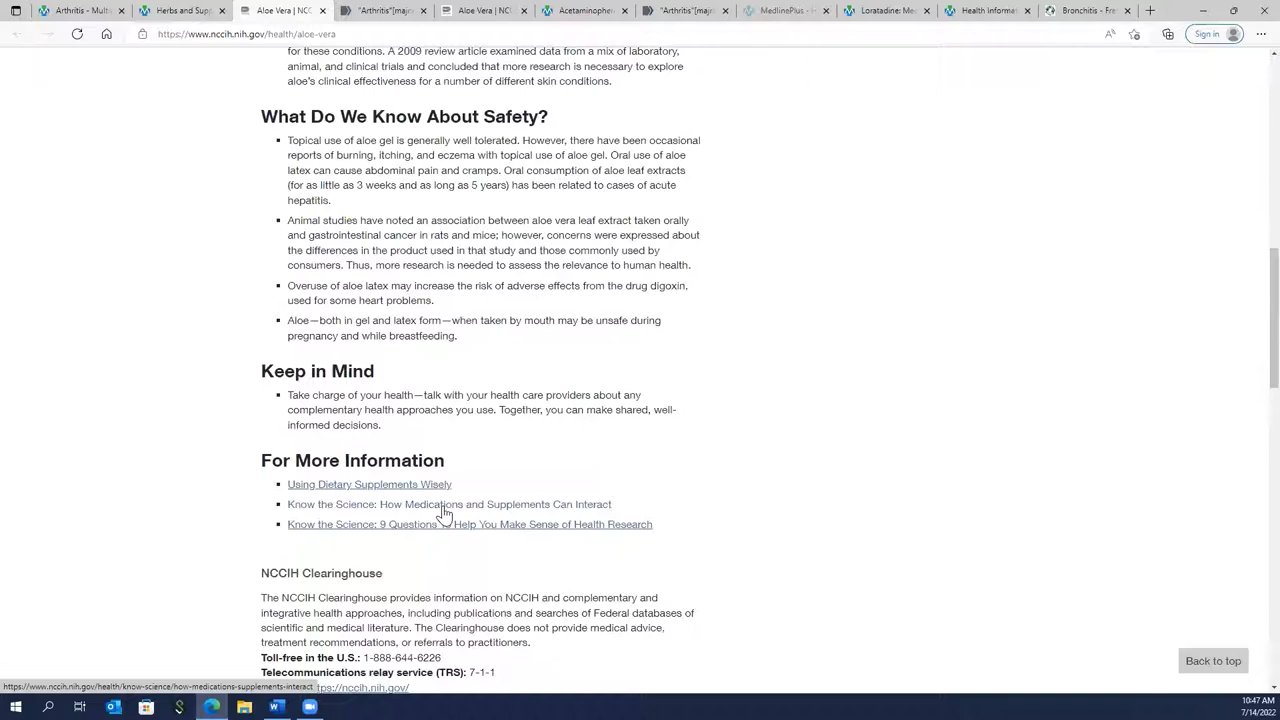 Arthritis - Mult
Herbs and Sup
Aloe Vera | NC
"Arthritis"[maj
Aloe Vera | NC
Acetaminophe
"Arthritis"[maj
MedlinePlus -
Loratadine: Me
Health Informa
Bronchitis - Fre
https://www.nccih.nih.gov/health/aloe-vera
Sign in
for these conditions. A 2009 review article examined data from a mix of laboratory,
animal, and clinical trials and concluded that more research is necessary to explore
aloe's clinical effectiveness for a number of different skin conditions.
What Do We Know About Safety?
Topical use of aloe gel is generally well tolerated. However, there have been occasional
reports of burning, itching, and eczema with topical use of aloe gel. Oral use of aloe
latex can cause abdominal pain and cramps. Oral consumption of aloe leaf extracts
(for as little as 3 weeks and as long as 5 years) has been related to cases of acute
hepatitis.
Animal studies have noted an association between aloe vera leaf extract taken orally
and gastrointestinal cancer in rats and mice; however, concerns were expressed about
the differences in the product used in that study and those commonly used by
consumers. Thus, more research is needed to assess the relevance to human health.
Overuse of aloe latex may increase the risk of adverse effects from the drug digoxin,
used for some heart problems.
Aloe—both in gel and latex form—when taken by mouth may be unsafe during
pregnancy and while breastfeeding.
Keep in Mind
Take charge of your health—talk with your health care providers about any
complementary health approaches you use. Together, you can make shared, well-
informed decisions.
For More Information
Using Dietary Supplements Wisely
Know the Science: How Medications and Supplements Can Interact
Know the Science: 9 Questions Help You Make Sense of Health Research
NCCIH Clearinghouse
The NCCIH Clearinghouse provides information on NCCIH and complementary and
integrative health approaches, including publications and searches of Federal databases of
scientific and medical literature. The Clearinghouse does not provide medical advice,
treatment recommendations, or referrals to practitioners.
Toll-free in the U.S.: 1-888-644-6226
Telecommunications relay service (TRS): 7-1-1
Back to top
https://www.nccih.nih.gov/health/know-science/how-medications-supplements-interact
tps://nccih.nih.gov/
10:47 AM
7/14/2022